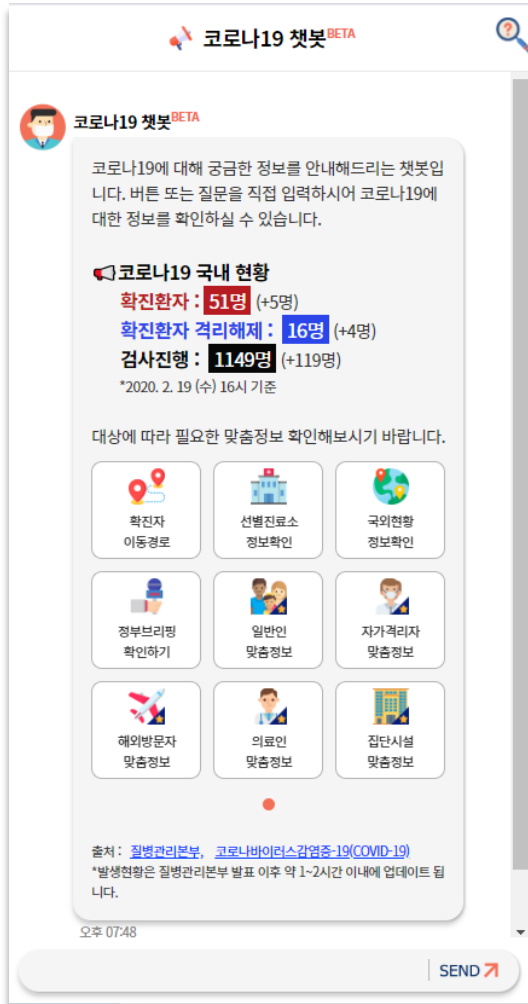 코로나19 챗봇BETA
코로나19 챗봇BETA
코로나19에 대해 궁금한 정보를 안내해드리는 챗봇입
니다. 버튼 또는 질문을 직접 입력하시어 코로나19에
대한 정보를 확인하실 수 있습니다.
코로나19 국내 현황
확진환자 : 51명 (+5명)
확진환자 격리해제 : 16명 (+4명)
검사진행 : 1149명 (+119명)
*2020. 2. 19 (수) 16시 기준
대상에 따라 필요한 맞춤정보 확인해보시기 바랍니다.
확진자
이동경로
선별진료소
정보확인
국외현황
정보확인
정부브리핑
확인하기
일반인
맞춤정보
자가격리자
맞춤정보
해외방문자
맞춤정보
의료인
맞춤정보
집단시설
맞춤정보
출처 : 질병관리본부, 코로나바이러스감염증-19(COVID-19)
*발생현황은 질병관리본부 발표 이후 약 1~2시간 이내에 업데이트 됩
니다.
오후 07:48
SEND